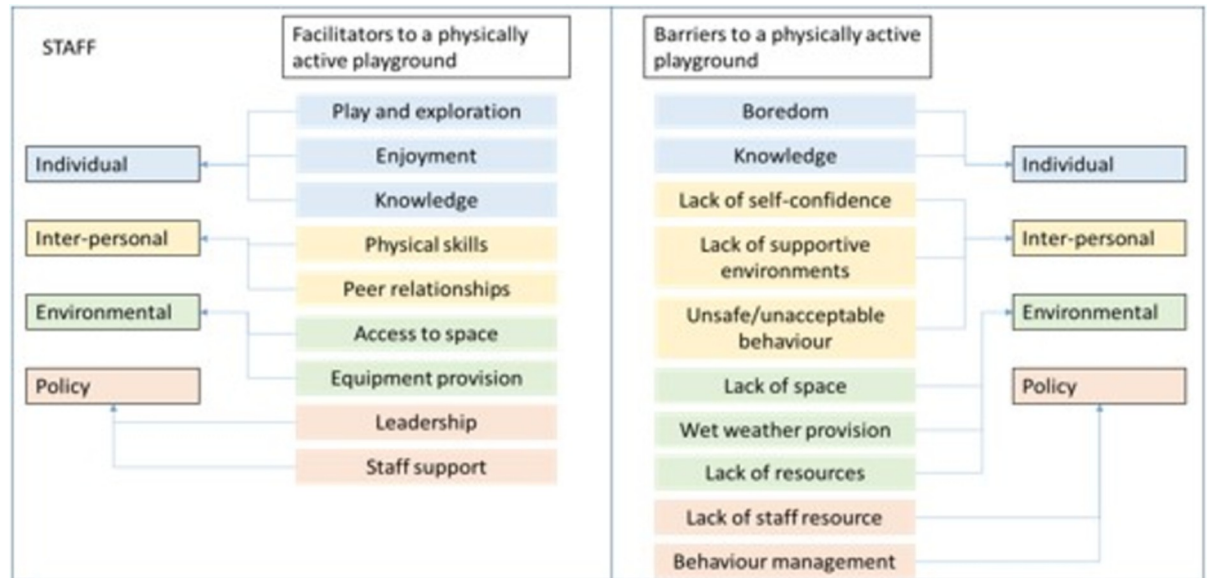 STAFF
Facilitators to a physically
active playground
Play and exploration
Enjoyment
Knowledge
Physical skills
Peer relationships
Access to space
Equipment provision
Leadership
Staff support
Individual
Inter-personal
Environmental
Policy
Barriers to a physically active
playground
Boredom
Knowledge
Lack of self-confidence
Lack of supportive
environments
Unsafe/unacceptable
behaviour
Lack of space
Wet weather provision
Lack of resources
Lack of staff resource
Behaviour management
Individual
Inter-personal
Environmental
Policy